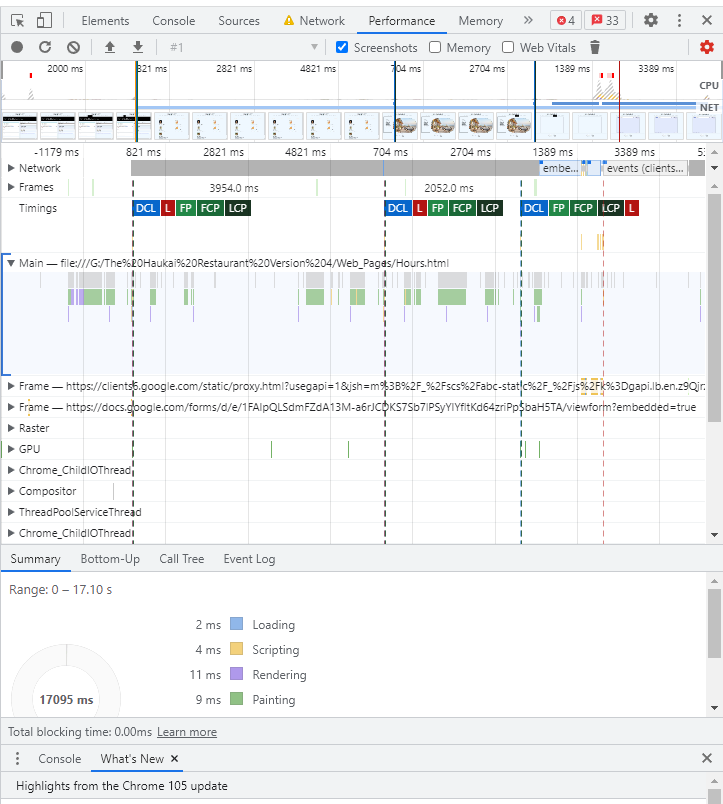 Elements Console Sources Network Performance Memory 4 33
#1 Screenshots Memory Web Vitals
2000 ms 821 ms 2821 ms 4821 ms 704 ms 2704 ms 1389 ms 3389 ms
CPU
NET
-1179 ms 821 ms 2821 ms 4821 ms 704 ms 2704 ms 1389 ms 3389 ms
Network embe… events (clients…
Frames 3954.0 ms 2052.0 ms
Timings DCL L FP FCP LCP DCL L FP FCP LCP DCL FP FCP LCP L
Main — file:///G:/The%20Haukai%20Restaurant%20Version%204/Web_Pages/Hours.html
Frame — https://clients6.google.com/static/proxy.html?usegapi=1&jsh=m%3B%2F_%2Fscs%2Fabc-static%2F_%2Fjs%2Fk%3Dgapi.lb.en.z9Qjr
Frame — https://docs.google.com/forms/d/e/
Raster
GPU
Chrome_ChildIOThread
Compositor
ThreadPoolServiceThread
Chrome_ChildIOThread
Summary Bottom-Up Call Tree Event Log
Range: 0 – 17.10 s
2 ms Loading
4 ms Scripting
11 ms Rendering
17095 ms 9 ms Painting
Total blocking time: 0.00ms Learn more
Console What's New
Highlights from the Chrome 105 update